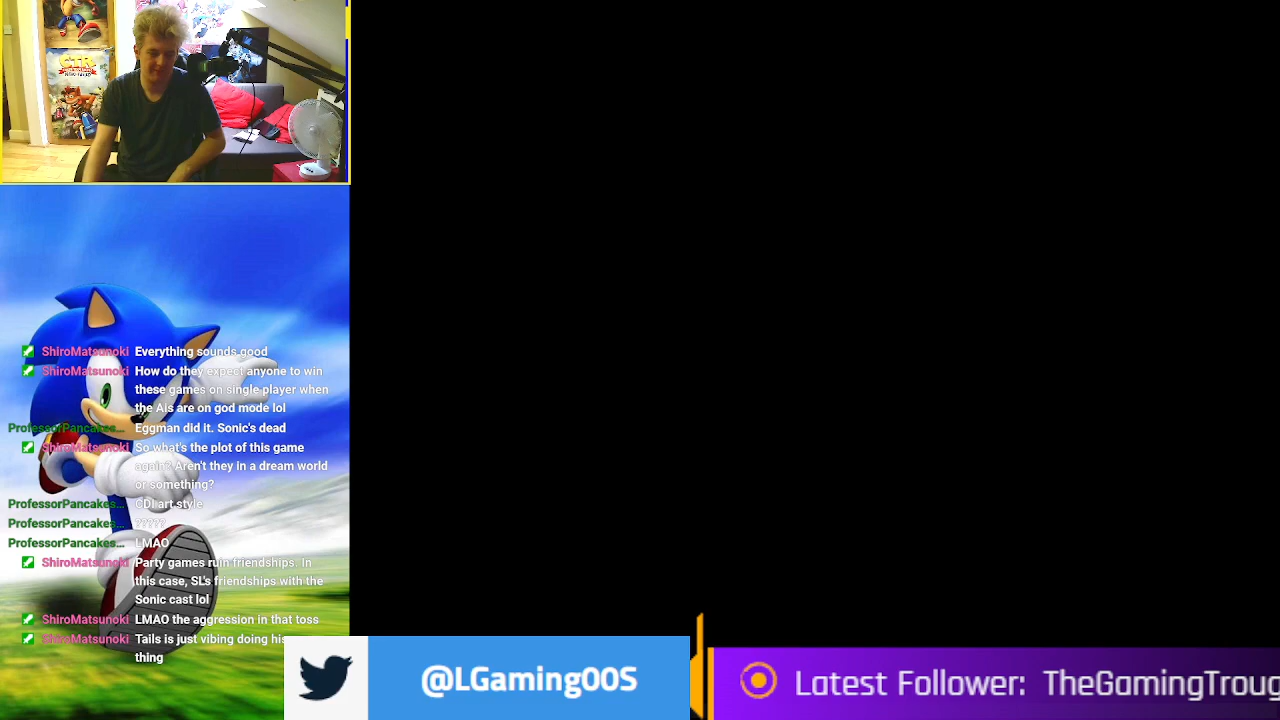 CTR
ShiroMatsunoki Everything sounds good
ShiroMatsunoki How do they expect anyone to win
these games on single player when
the Ais are on god mode lol
ProfessorPancakes... Eggman did it. Sonic's dead
ShiroMatsunoki So what's the plot of this game
again? Aren't they in a dream world
or something?
ProfessorPancakes... CDI art style
ProfessorPancakes... ?????
ProfessorPancakes... LMAO
ShiroMatsunoki Party games ruin friendships. In
this case, SL's friendships with the
Sonic cast lol
ShiroMatsunoki LMAO the aggression in that toss
ShiroMatsunoki Tails is just vibing doing his
thing
@LGaming00S
Latest Follower: TheGamingTroug